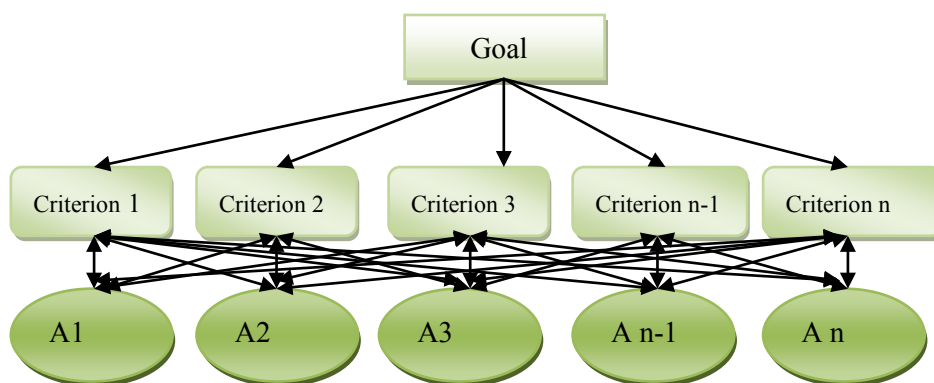 Goal
Criterion 1
Criterion 2
Criterion 3
Criterion n-1
Criterion n
A1
A2
A3
A n-1
A n